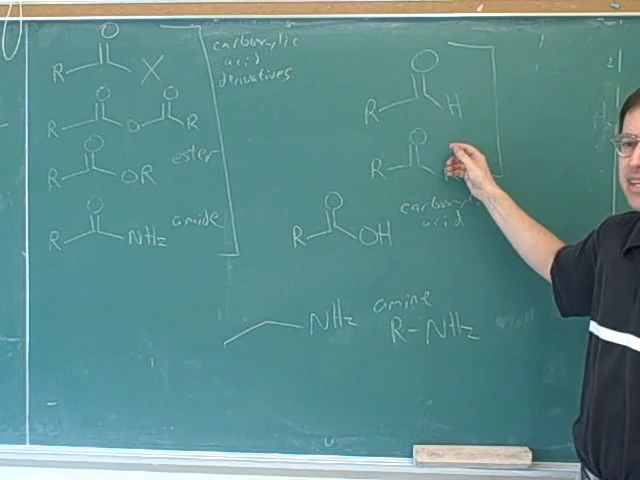 O
R X
carboxylic
acid
derivatives
O O
R O R
O
R OR
ester
O
R NH2
amide
O
R H
O
R
O
R OH
carboxylic
acid
NH2
amine
R-NH2